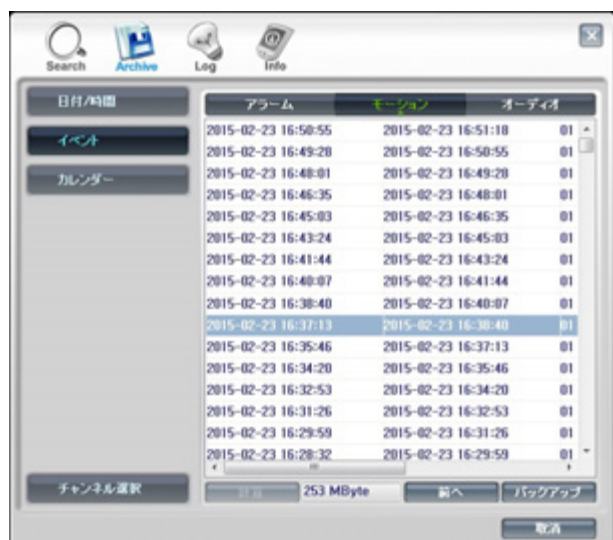 Search Archive Log Info
日付/時間
イベント
カレンダー
アラーム モーション オーディオ
2015-02-23 16:50:55 2015-02-23 16:51:18 01
2015-02-23 16:49:28 2015-02-23 16:50:55 01
2015-02-23 16:48:01 2015-02-23 16:49:28 01
2015-02-23 16:46:35 2015-02-23 16:48:01 01
2015-02-23 16:45:03 2015-02-23 16:46:35 01
2015-02-23 16:43:24 2015-02-23 16:45:03 01
2015-02-23 16:41:44 2015-02-23 16:43:24 01
2015-02-23 16:40:07 2015-02-23 16:41:44 01
2015-02-23 16:38:40 2015-02-23 16:40:07 01
2015-02-23 16:37:13 2015-02-23 16:38:40 01
2015-02-23 16:35:46 2015-02-23 16:37:13 01
2015-02-23 16:34:20 2015-02-23 16:35:46 01
2015-02-23 16:32:53 2015-02-23 16:34:20 01
2015-02-23 16:31:26 2015-02-23 16:32:53 01
2015-02-23 16:29:59 2015-02-23 16:31:26 01
2015-02-23 16:28:32 2015-02-23 16:29:59 01
チャンネル選択
253 MByte 前へ バックアップ
取消